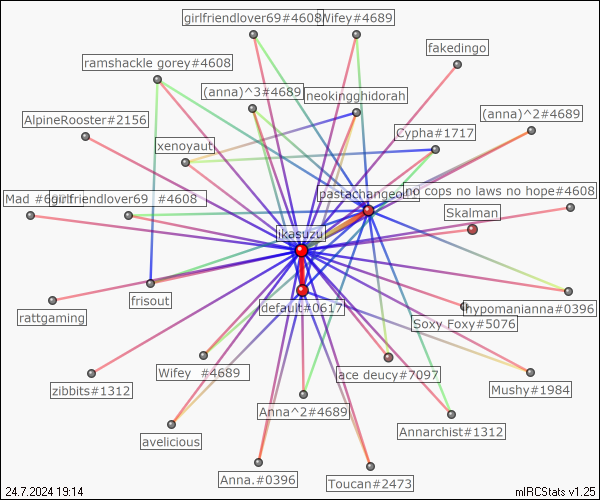 girlfriendlover69#4608
Wifey#4689
fakedingo
ramshackle gorey#4608
(anna)^3#4689
neokingghidorah
(anna)^2#4689
AlpineRooster#2156
Cypha#1717
xenoyaut
pastachangeol
no cops no laws no hope#4608
Mad #6
girlfriendlover69 #4608
Skalman
ikasuzu
frisout
default#0617
hypomanianna#0396
rattgaming
Soxy Foxy#5076
Wifey #4689
ace deucy#7097
zibbits#1312
Mushy#1984
Anna^2#4689
Annarchist#1312
avelicious
Anna.#0396
Toucan#2473
24.7.2024 19:14
mIRCStats v1.25